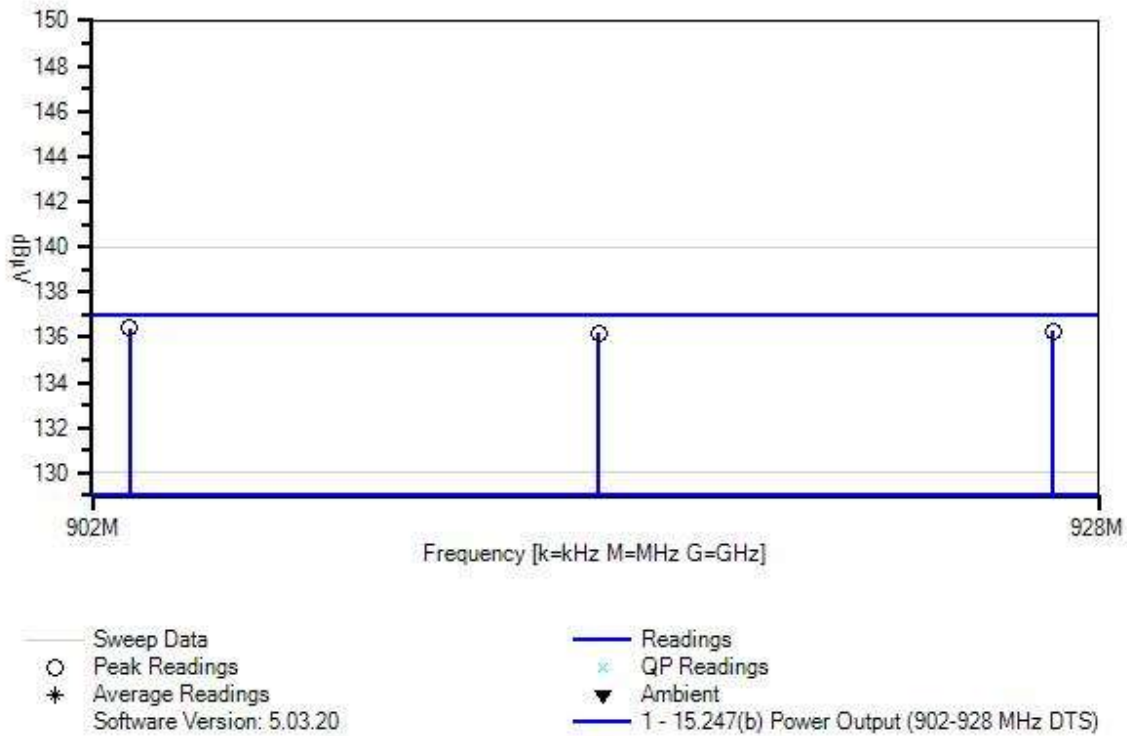 150
148
146
144
142
dBµV
140
138
136
134
132
130
902M
928M
Frequency [k=kHz M=MHz G=GHz]
Sweep Data
Readings
Peak Readings
QP Readings
Average Readings
Ambient
Software Version: 5.03.20
1 - 15.247(b) Power Output (902-928 MHz DTS)